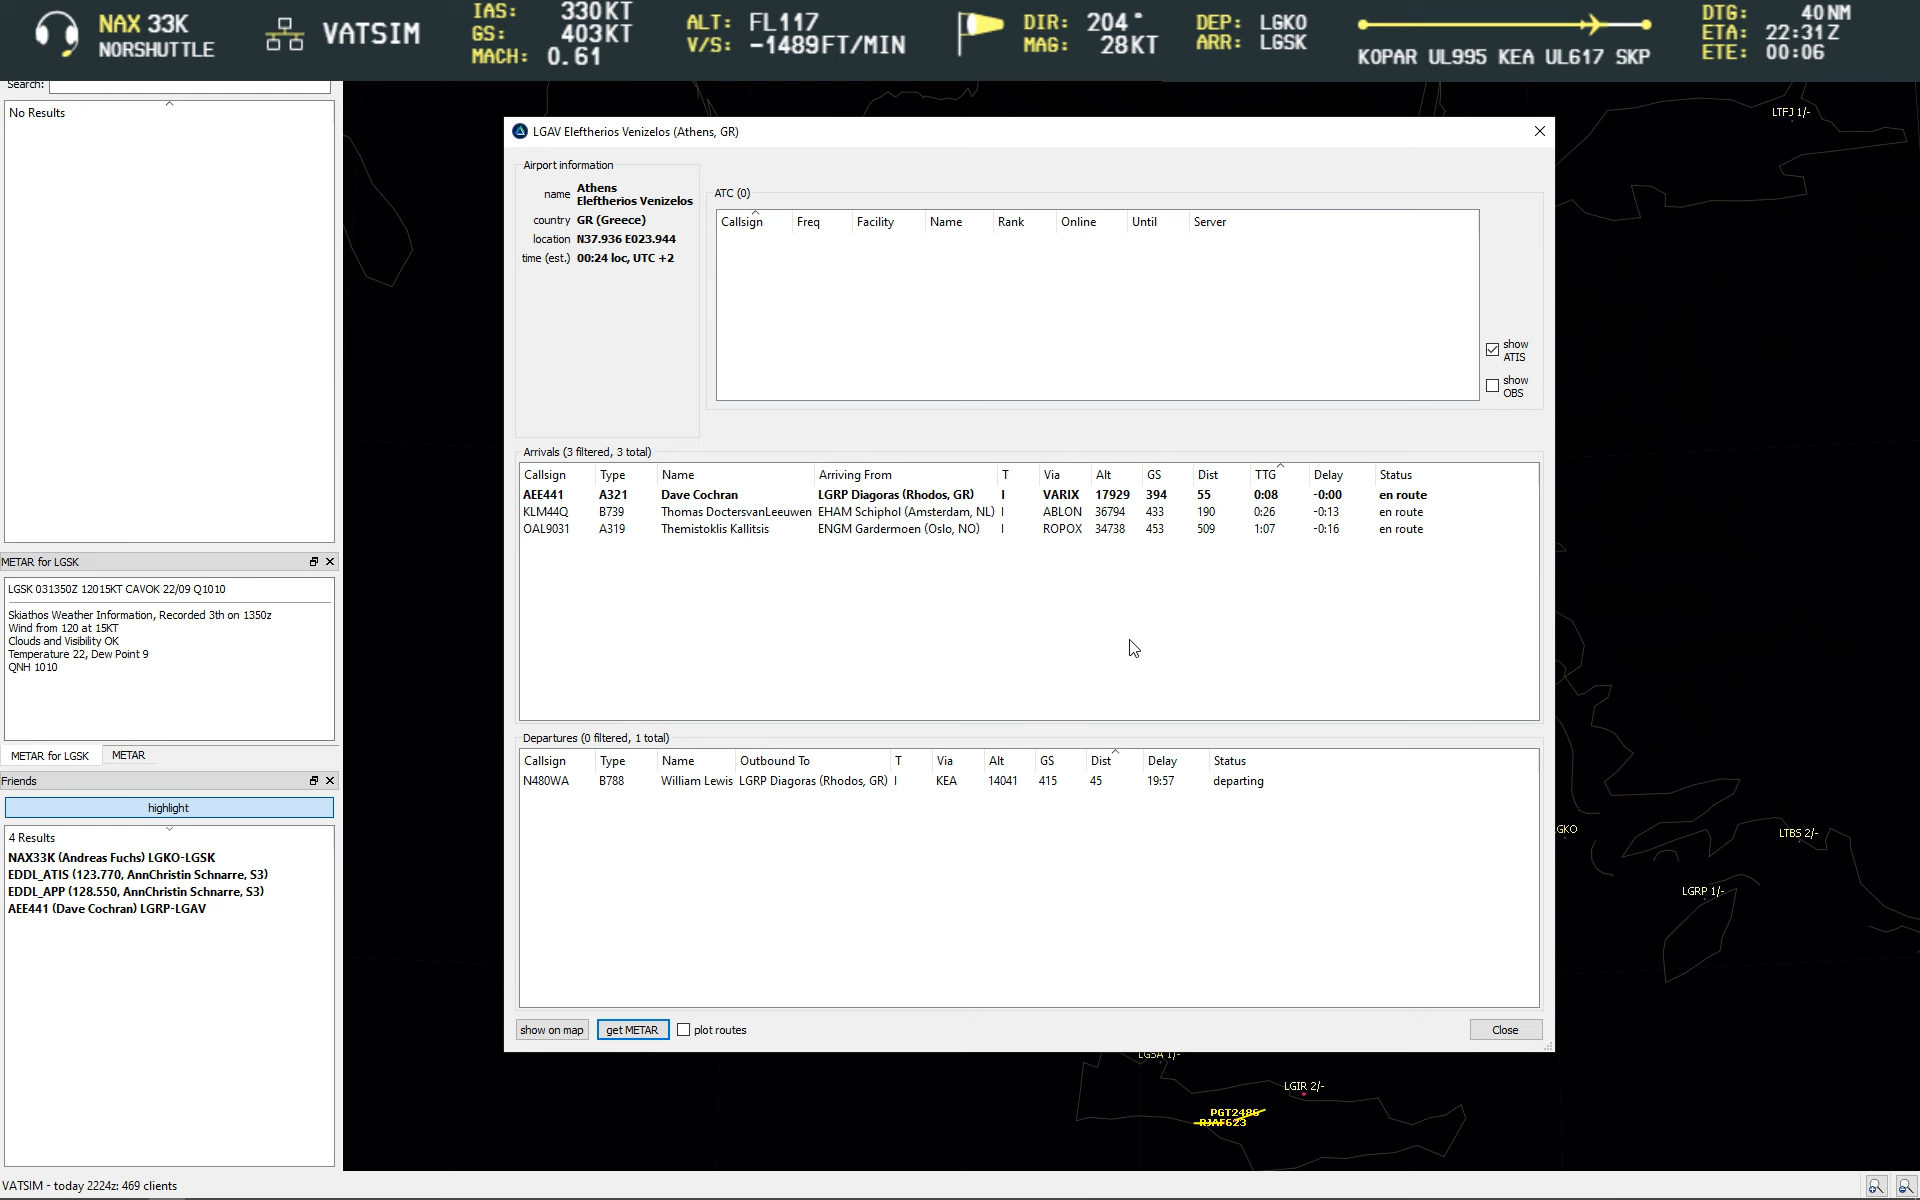 NAX 33K
NORSHUTTLE
VATSIM
IAS: 330KT
GS: 403KT
MACH: 0.61
ALT: FL117
V/S: -1489FT/MIN
DIR: 204°
MAG: 28KT
DEP: LGKO
ARR: LGSK
KOPAR UL995 KEA UL617 SKP
DTG: 40NM
ETA: 22:31Z
ETE: 00:06
Search:
No Results
LTFJ 1/-
LGAV Eleftherios Venizelos (Athens, GR)
Airport information
name Athens
Eleftherios Venizelos
country GR (Greece)
location N37.936 E023.944
time (est.) 00:24 loc, UTC +2
ATC (0)
Callsign Freq Facility Name Rank Online Until Server
show
ATIS
show
OBS
Arrivals (3 filtered, 3 total)
Callsign Type Name Arriving From T Via Alt GS Dist TTG Delay Status
AEE441 A321 Dave Cochran LGRP Diagoras (Rhodos, GR) I VARIX 17929 394 55 0:08 -0:00 en route
KLM44Q B739 Thomas DoctersvanLeeuwen EHAM Schiphol (Amsterdam, NL) I ABLON 36794 433 190 0:26 -0:13 en route
OAL9031 A319 Themistoklis Kallitsis ENGM Gardermoen (Oslo, NO) I ROPOX 34738 453 509 1:07 -0:16 en route
Departures (0 filtered, 1 total)
Callsign Type Name Outbound To T Via Alt GS Dist Delay Status
N480WA B788 William Lewis LGRP Diagoras (Rhodos, GR) I KEA 14041 415 45 19:57 departing
show on map get METAR plot routes Close
METAR for LGSK
LGSK 031350Z 12015KT CAVOK 22/09 Q1010
Skiathos Weather Information, Recorded 3th on 1350z
Wind from 120 at 15KT
Clouds and Visibility OK
Temperature 22, Dew Point 9
QNH 1010
METAR for LGSK METAR
Friends
highlight
4 Results
NAX33K (Andreas Fuchs) LGKO-LGSK
EDDL_ATIS (123.770, AnnChristin Schnarre, S3)
EDDL_APP (128.550, AnnChristin Schnarre, S3)
AEE441 (Dave Cochran) LGRP-LGAV
GKO
LTBS 2/-
LGRP 1/-
LGSA 1/-
LGIR 2/-
PGT2486
RJAF623
VATSIM - today 2224z: 469 clients